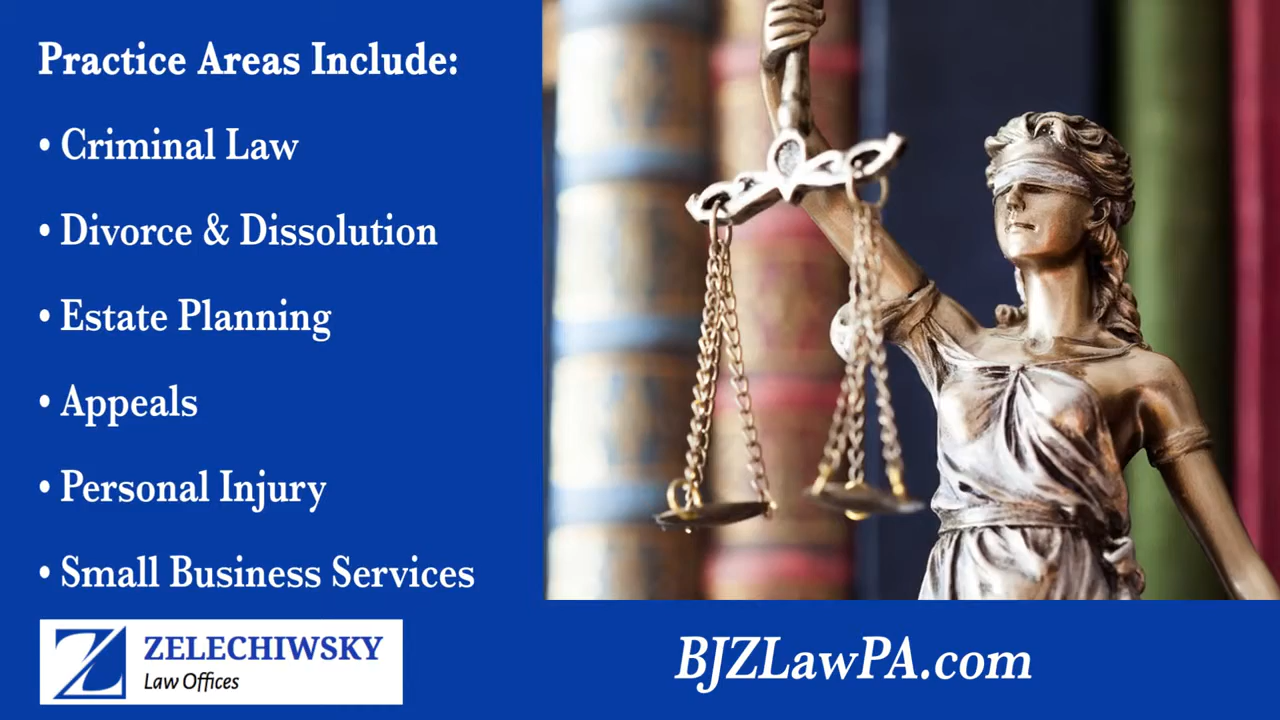 Practice Areas Include:
• Criminal Law
• Divorce & Dissolution
• Estate Planning
• Appeals
• Personal Injury
• Small Business Services
Z ZELECHIWSKY
Law Offices
BJZLawPA.com